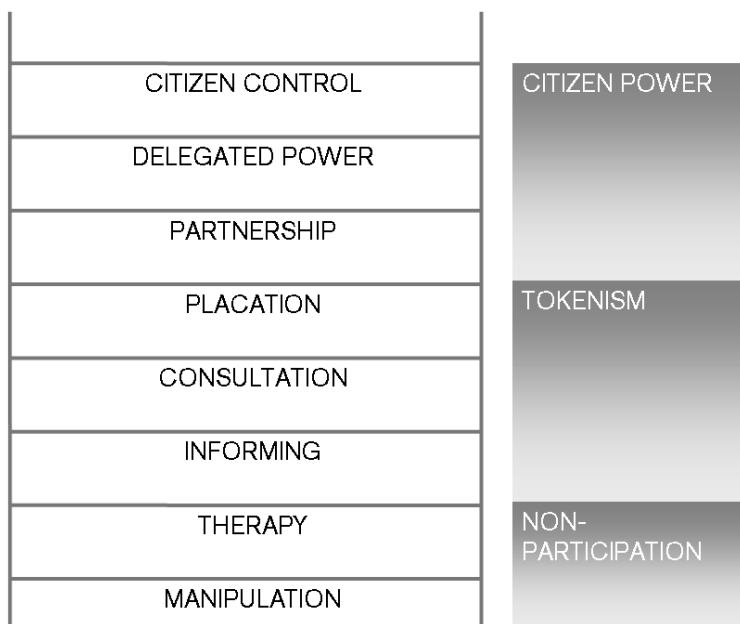 CITIZEN CONTROL
DELEGATED POWER
PARTNERSHIP
PLACATION
CONSULTATION
INFORMING
THERAPY
MANIPULATION
CITIZEN POWER
TOKENISM
NON-
PARTICIPATION